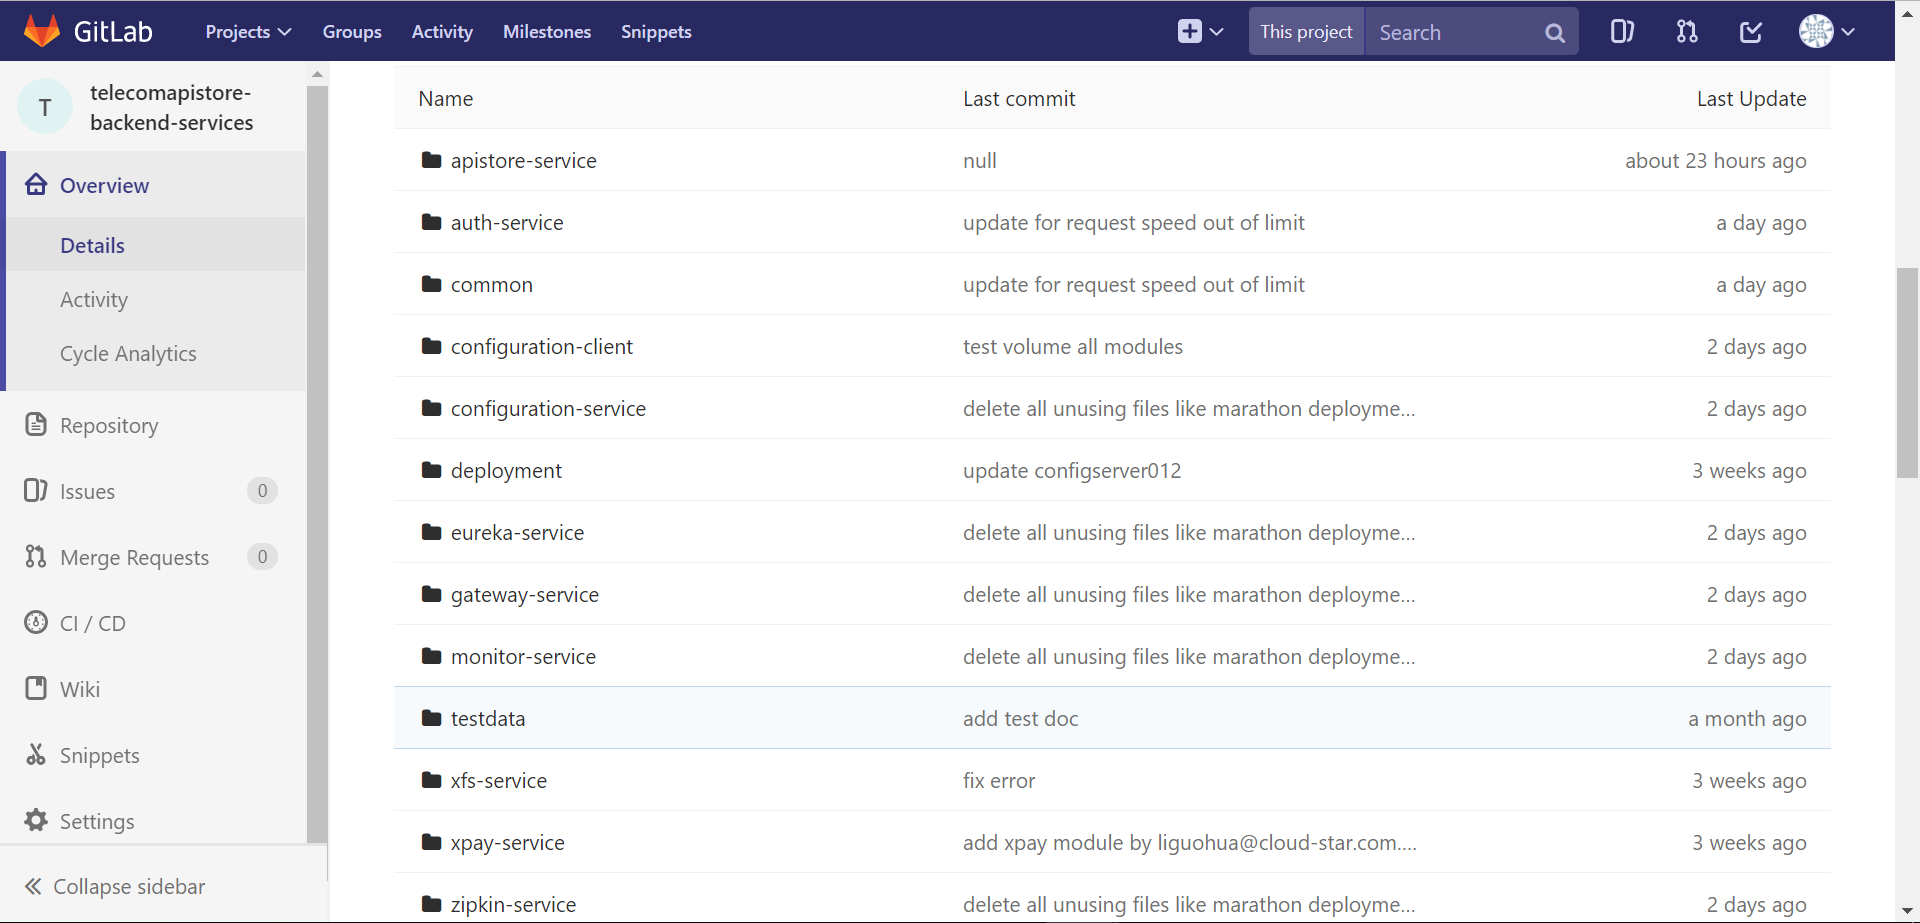 GitLab Projects Groups Activity Milestones Snippets This project Search
T telecomapistore-
backend-services
Overview
Details
Activity
Cycle Analytics
Repository
Issues 0
Merge Requests 0
CI / CD
Wiki
Snippets
Settings
Collapse sidebar
Name Last commit Last Update
apistore-service null about 23 hours ago
auth-service update for request speed out of limit a day ago
common update for request speed out of limit a day ago
configuration-client test volume all modules 2 days ago
configuration-service delete all unusing files like marathon deployme... 2 days ago
deployment update configserver012 3 weeks ago
eureka-service delete all unusing files like marathon deployme... 2 days ago
gateway-service delete all unusing files like marathon deployme... 2 days ago
monitor-service delete all unusing files like marathon deployme... 2 days ago
testdata add test doc a month ago
xfs-service fix error 3 weeks ago
xpay-service add xpay module by liguohua@cloud-star.com.... 3 weeks ago
zipkin-service delete all unusing files like marathon deployme... 2 days ago